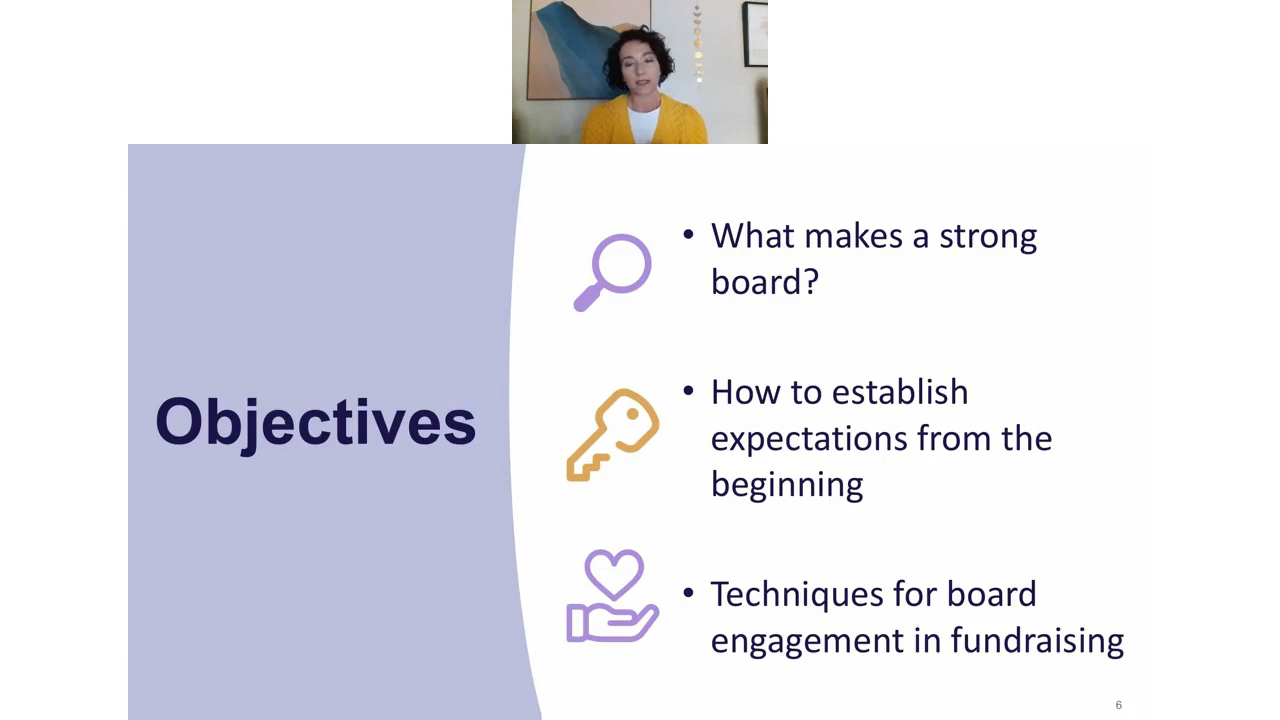 Objectives
• What makes a strong
board?
• How to establish
expectations from the
beginning
• Techniques for board
engagement in fundraising
6